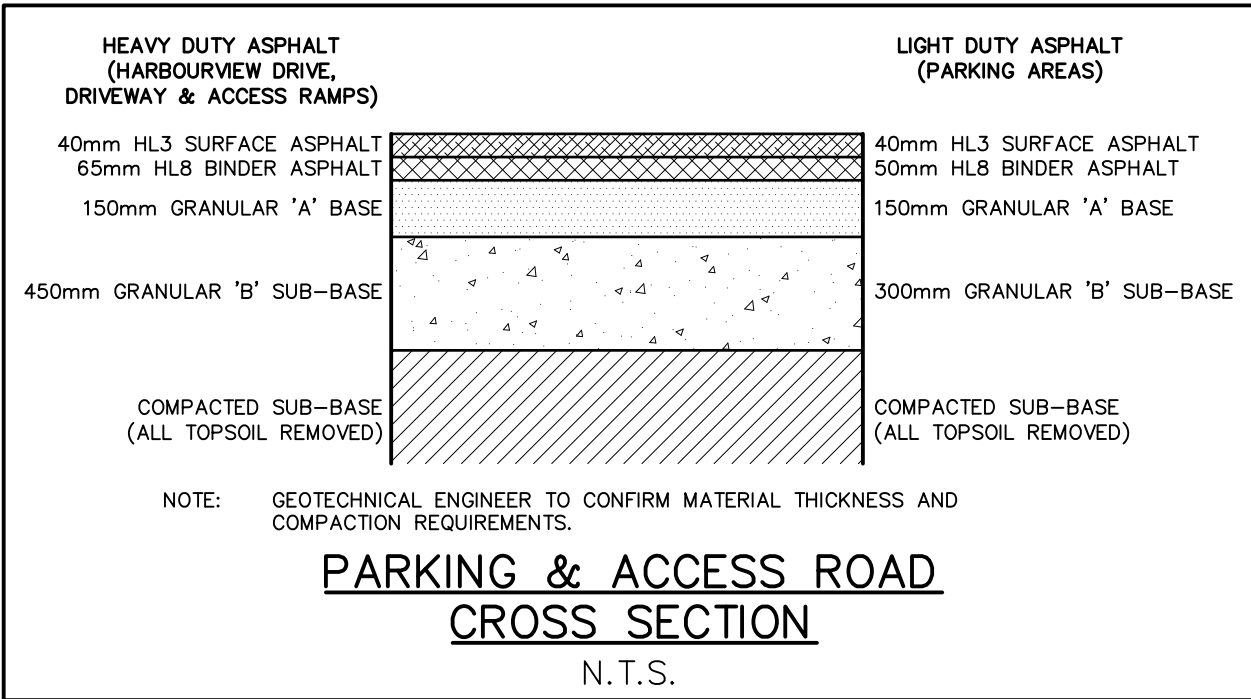 HEAVY DUTY ASPHALT
(HARBOURVIEW DRIVE,
DRIVEWAY & ACCESS RAMPS)
40mm HL3 SURFACE ASPHALT
65mm HL8 BINDER ASPHALT
150mm GRANULAR 'A' BASE
450mm GRANULAR 'B' SUB-BASE
COMPACTED SUB-BASE
(ALL TOPSOIL REMOVED)
LIGHT DUTY ASPHALT
(PARKING AREAS)
40mm HL3 SURFACE ASPHALT
50mm HL8 BINDER ASPHALT
150mm GRANULAR 'A' BASE
300mm GRANULAR 'B' SUB-BASE
COMPACTED SUB-BASE
(ALL TOPSOIL REMOVED)
NOTE: GEOTECHNICAL ENGINEER TO CONFIRM MATERIAL THICKNESS AND
COMPACTION REQUIREMENTS.
PARKING & ACCESS ROAD
CROSS SECTION
N.T.S.